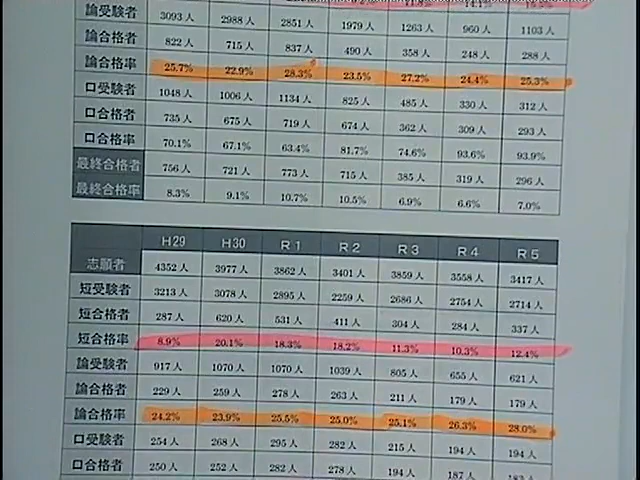 論受験者 3093人 2988人 2851人 1979人 1263人 960人 1103人
論合格者 822人 715人 837人 490人 358人 248人 288人
論合格率 25.7% 22.9% 28.3% 23.5% 27.2% 24.4% 25.3%
口受験者 1048人 1006人 1134人 825人 485人 330人 312人
口合格者 735人 675人 719人 674人 362人 309人 293人
口合格率 70.1% 67.1% 63.4% 81.7% 74.6% 93.6% 93.9%
最終合格者 756人 721人 773人 715人 385人 319人 296人
最終合格率 8.3% 9.1% 10.7% 10.5% 6.9% 6.6% 7.0%
H29 H30 R1 R2 R3 R4 R5
志願者 4352人 3977人 3862人 3401人 3859人 3558人 3417人
短受験者 3213人 3078人 2895人 2259人 2686人 2754人 2714人
短合格者 287人 620人 531人 411人 304人 284人 337人
短合格率 8.9% 20.1% 18.3% 18.2% 11.3% 10.3% 12.4%
論受験者 917人 1070人 1070人 1039人 805人 655人 621人
論合格者 229人 259人 278人 263人 211人 179人 179人
論合格率 24.2% 23.9% 25.5% 25.0% 25.1% 26.3% 28.0%
口受験者 254人 268人 295人 282人 215人 194人 194人
口合格者 250人 252人 282人 278人 194人 187人